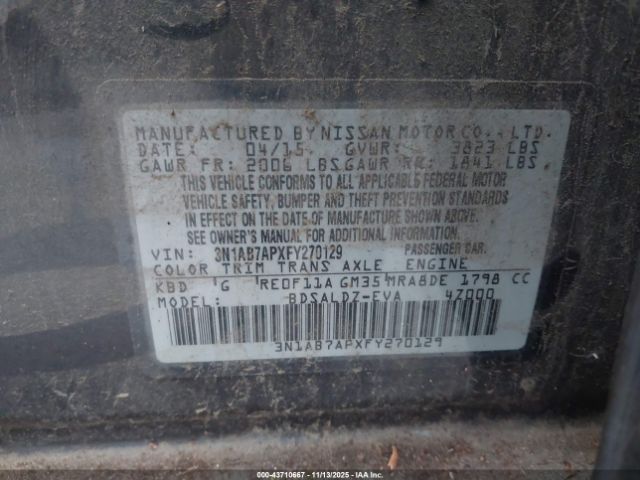 MANUFACTURED BY NISSAN MOTOR CO., LTD.
DATE: 04/15 GVWR: 3823 LBS
GAWR FR: 2006 LBS GAWR RR: 1841 LBS
THIS VEHICLE CONFORMS TO ALL APPLICABLE FEDERAL MOTOR
VEHICLE SAFETY, BUMPER AND THEFT PREVENTION STANDARDS
IN EFFECT ON THE DATE OF MANUFACTURE SHOWN ABOVE.
SEE OWNER'S MANUAL FOR ADDITIONAL INFORMATION
VIN: 3N1AB7APXFY270129 PASSENGER CAR.
COLOR TRIM TRANS AXLE ENGINE
KBD G RE0F11A GM35 MRA8DE 1798 CC
MODEL: BDSALDZ-EVA 4Z000
3N1AB7APXFY270129
000-43710667 11/13/2025 IAAI.COM